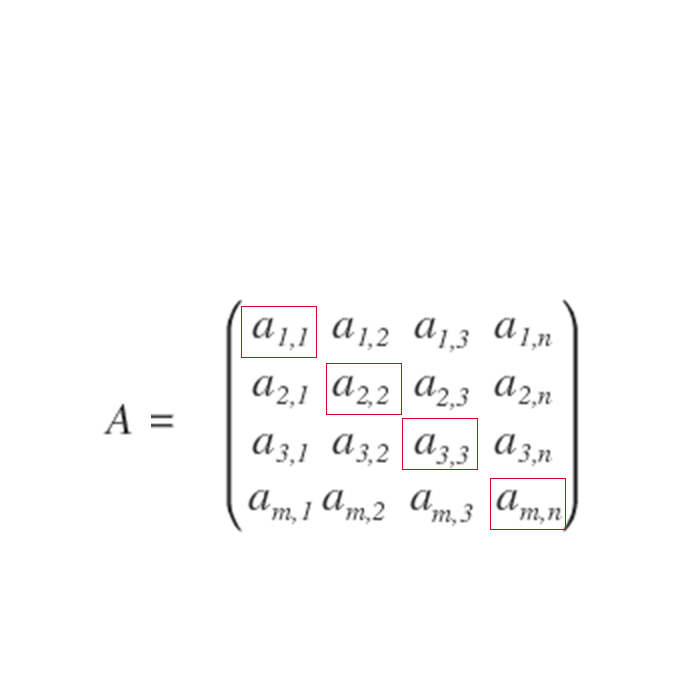 a1,1 a1,2 a1,3 a1,n
a2,1 a2,2 a2,3 a2,n
A =
a3,1 a3,2 a3,3 a3,n
am,1 am,2 am,3 am,n